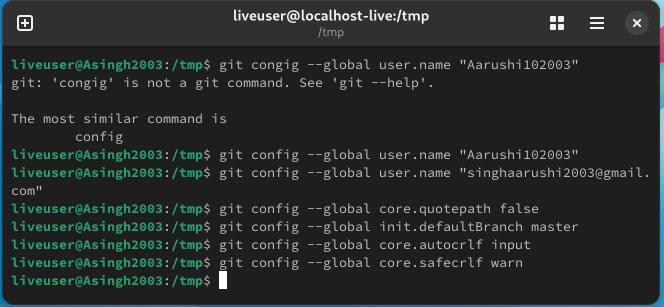 liveuser@localhost-live:/tmp
/tmp
liveuser@Asingh2003:/tmp$ git congig --global user.name "Aarushi102003"
git: 'congig' is not a git command. See 'git --help'.
The most similar command is
config
liveuser@Asingh2003:/tmp$ git config --global user.name "Aarushi102003"
liveuser@Asingh2003:/tmp$ git config --global user.name "singhaarushi2003@gmail.
com"
liveuser@Asingh2003:/tmp$ git config --global core.quotepath false
liveuser@Asingh2003:/tmp$ git config --global init.defaultBranch master
liveuser@Asingh2003:/tmp$ git config --global core.autocrlf input
liveuser@Asingh2003:/tmp$ git config --global core.safecrlf warn
liveuser@Asingh2003:/tmp$